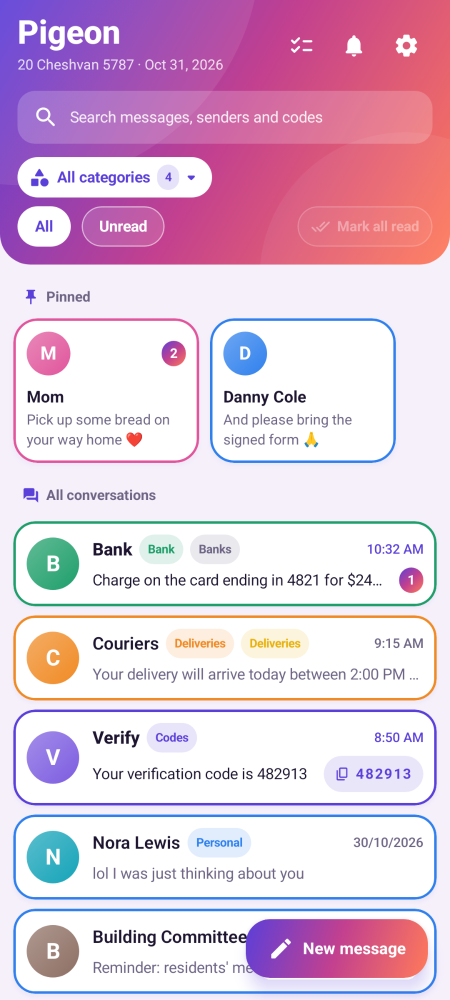 Pigeon
20 Cheshvan 5787 · Oct 31, 2026
Search messages, senders and codes
All categories 4
All Unread Mark all read
Pinned
M 2
Mom
Pick up some bread on
your way home ❤️
D
Danny Cole
And please bring the
signed form 🙏
All conversations
B
Bank Bank Banks 10:32 AM
Charge on the card ending in 4821 for $24... 1
C
Couriers Deliveries Deliveries 9:15 AM
Your delivery will arrive today between 2:00 PM ...
V
Verify Codes 8:50 AM
Your verification code is 482913 482913
N
Nora Lewis Personal 30/10/2026
lol I was just thinking about you
B
Building Committee
Reminder: residents'
New message